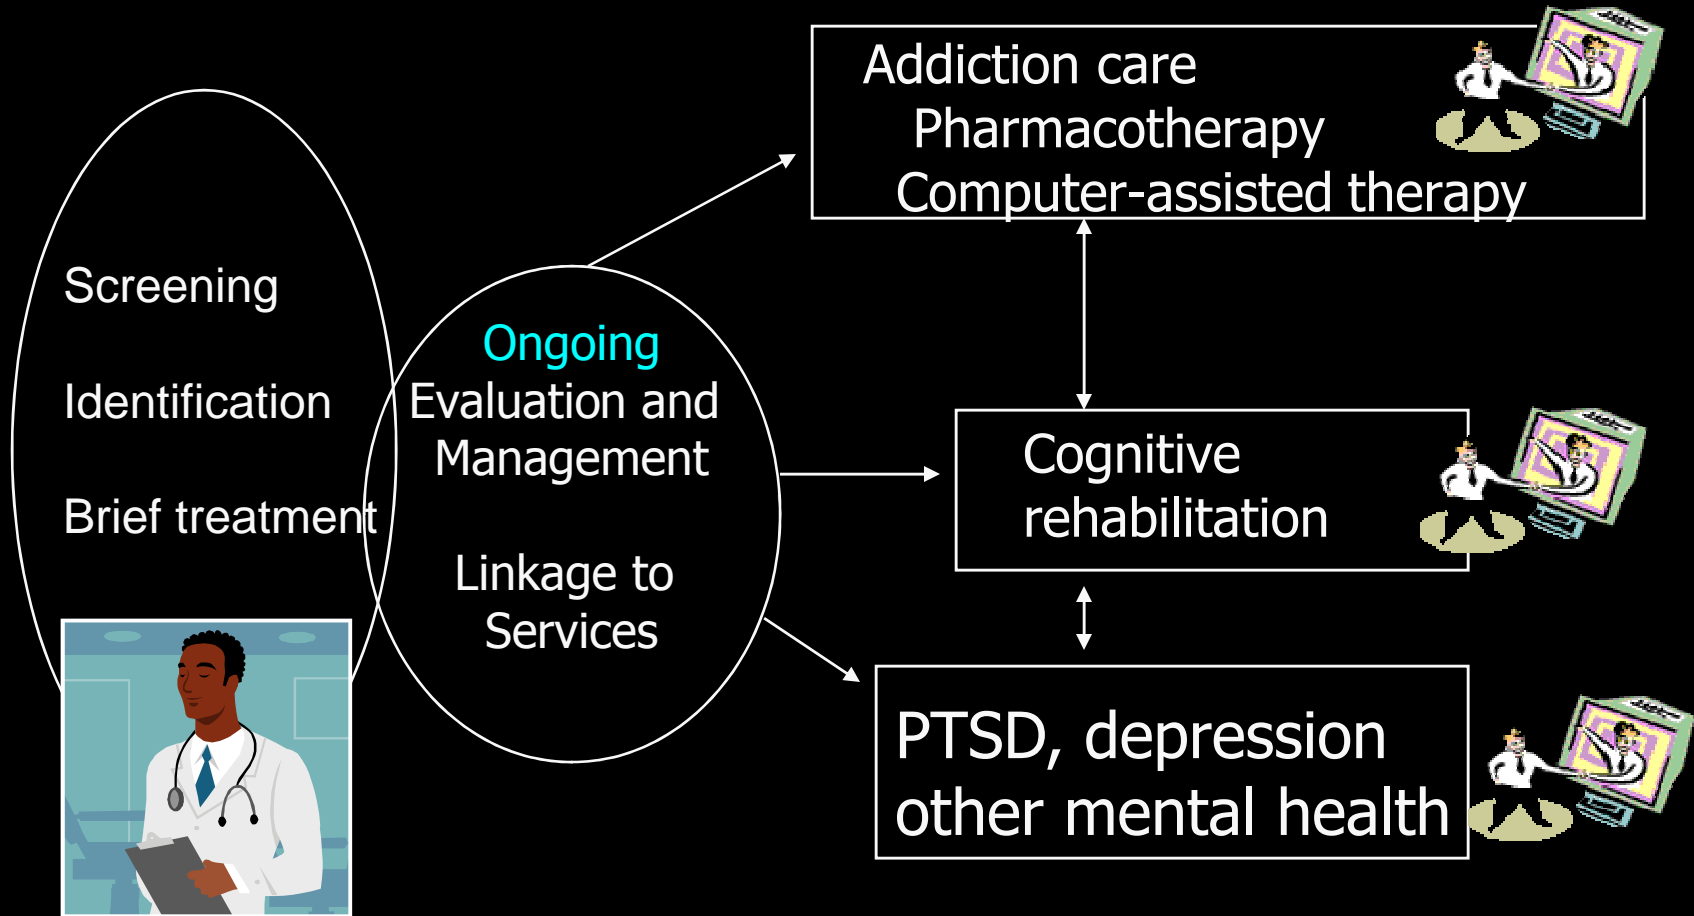 Screening
Identification
Brief treatment
Ongoing
Evaluation and
Management
Linkage to
Services
Addiction care
Pharmacotherapy
Computer-assisted therapy
Cognitive
rehabilitation
PTSD, depression
other mental health